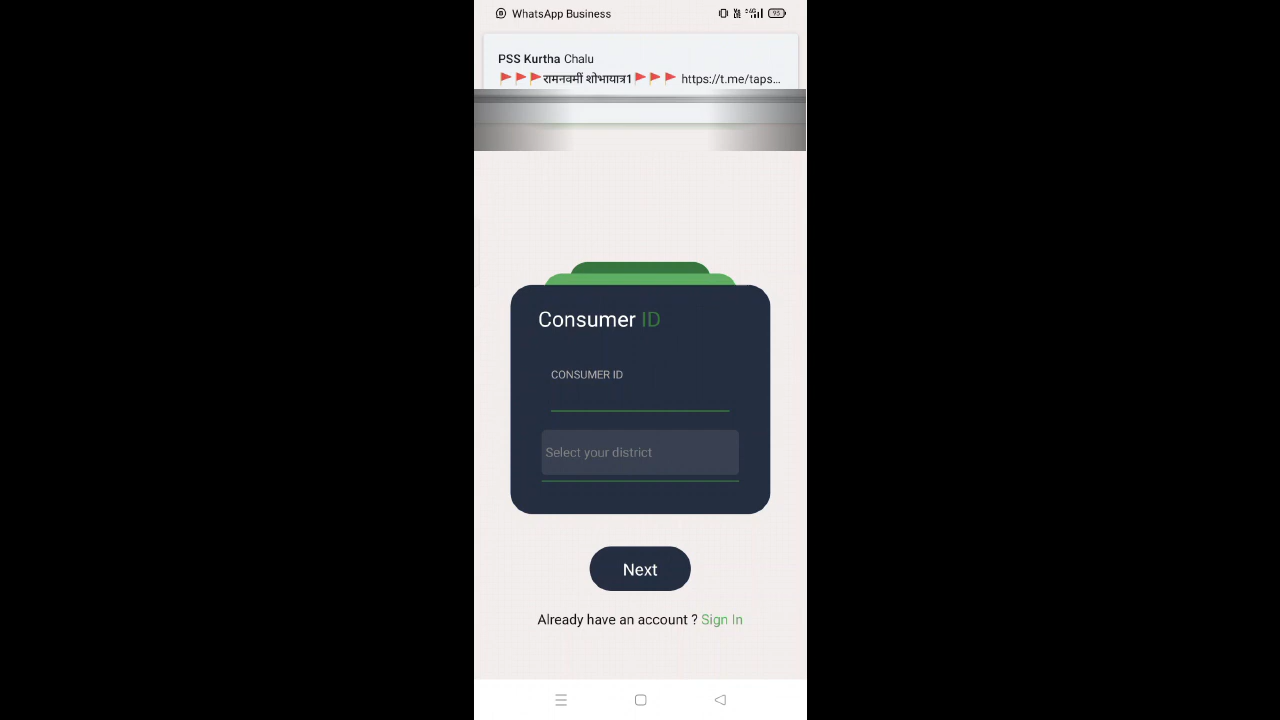 WhatsApp Business
95
PSS Kurtha Chalu
🚩🚩🚩रामनवमीं शोभायात्र1🚩🚩🚩 https://t.me/taps...
Consumer ID
CONSUMER ID
Select your district
Next
Already have an account ? Sign In